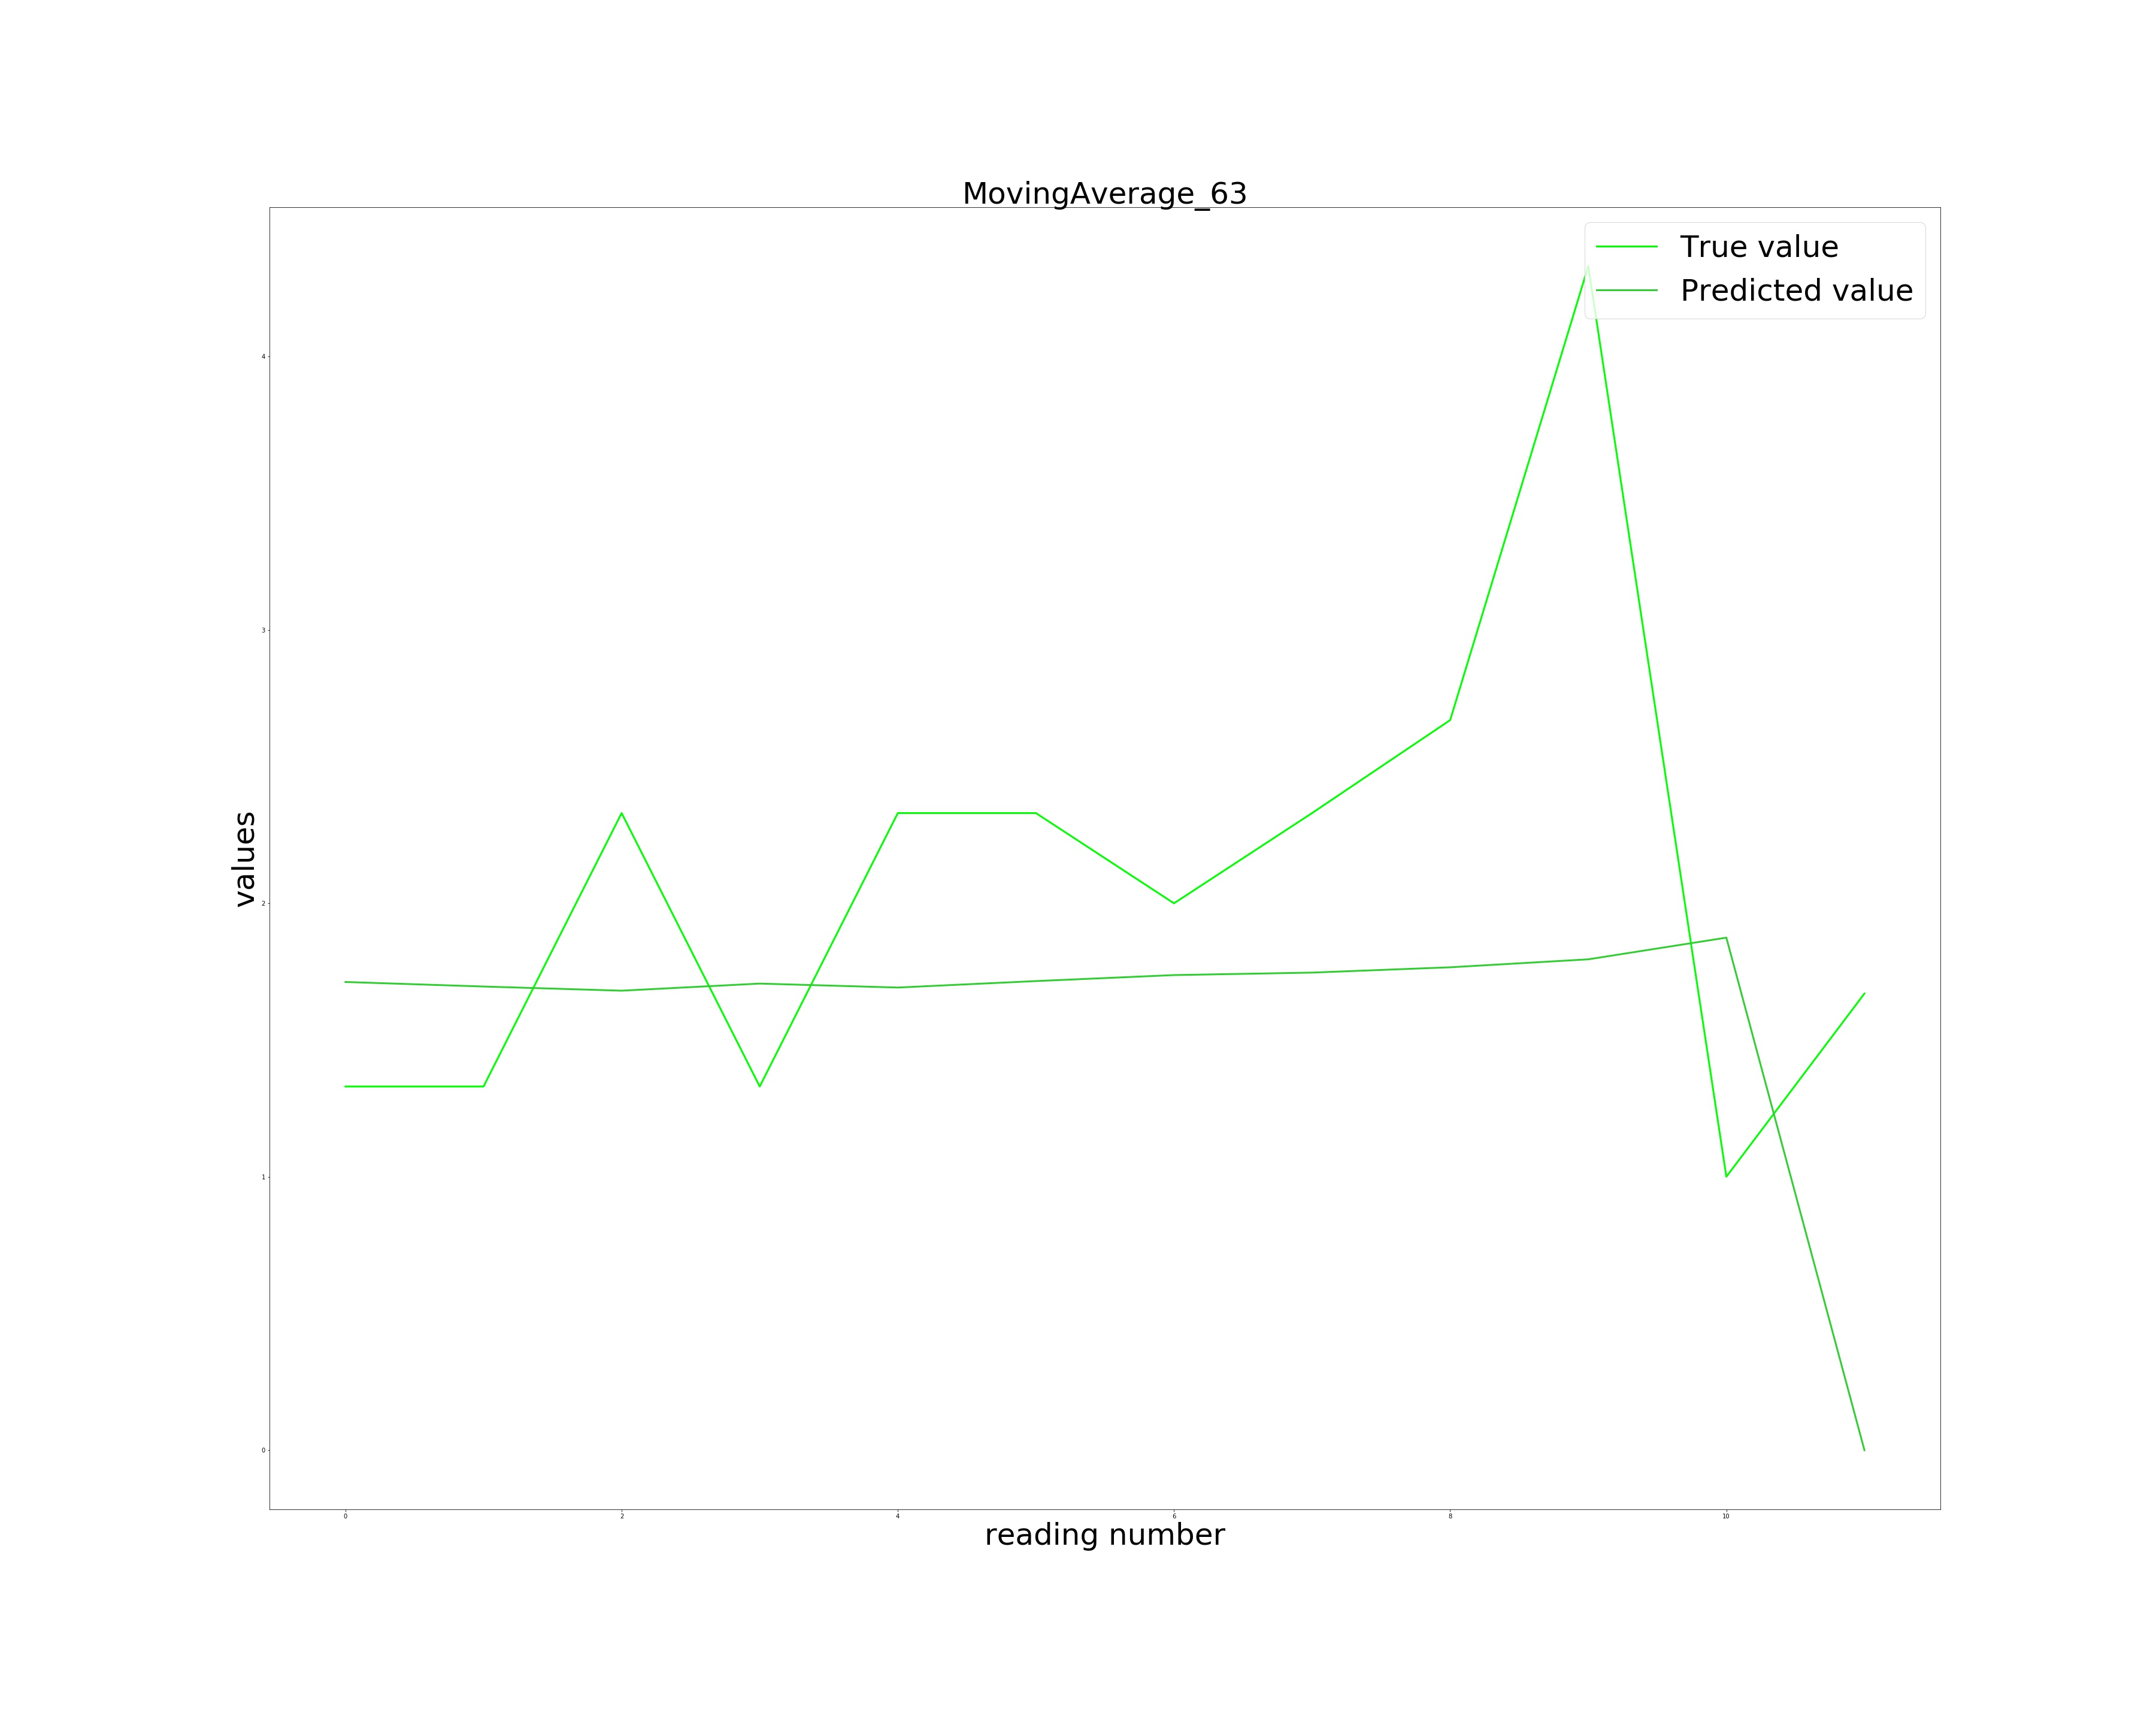 MovingAverage_63
True value
Predicted value
4
3
2
1
0
values
0 2 4 6 8 10
reading number